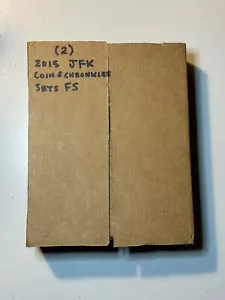 (2)
2015 JFK
COIN & CHRONICLES
SETS FS